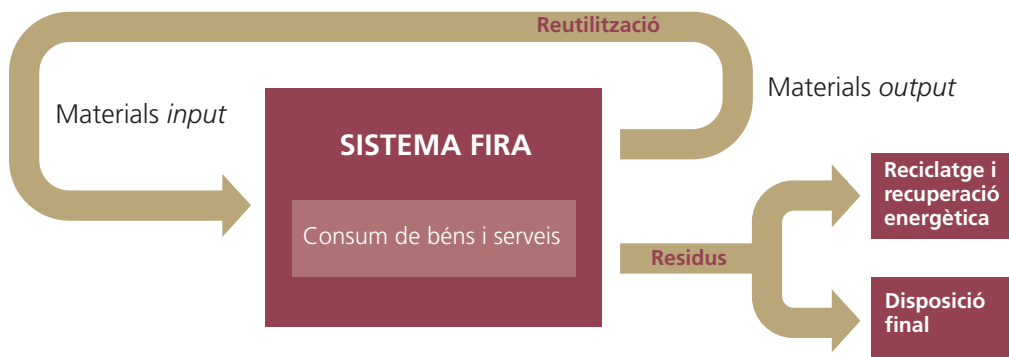 Reutilització
Materials input
Materials output
SISTEMA FIRA
Consum de béns i serveis
Residus
Reciclatge i
recuperació
energètica
Disposició
final